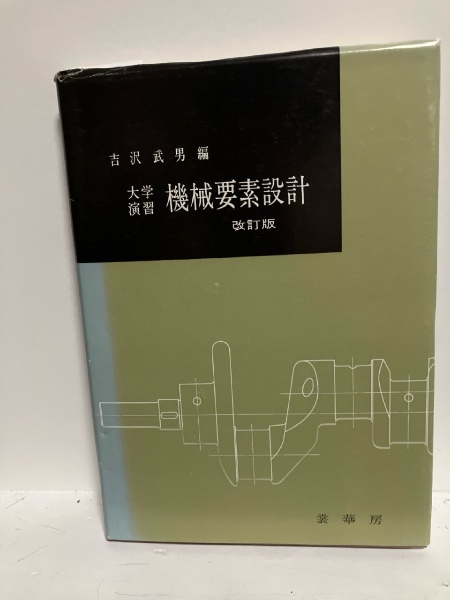 吉沢武男編
大学演習 機械要素設計
改訂版
裳華房